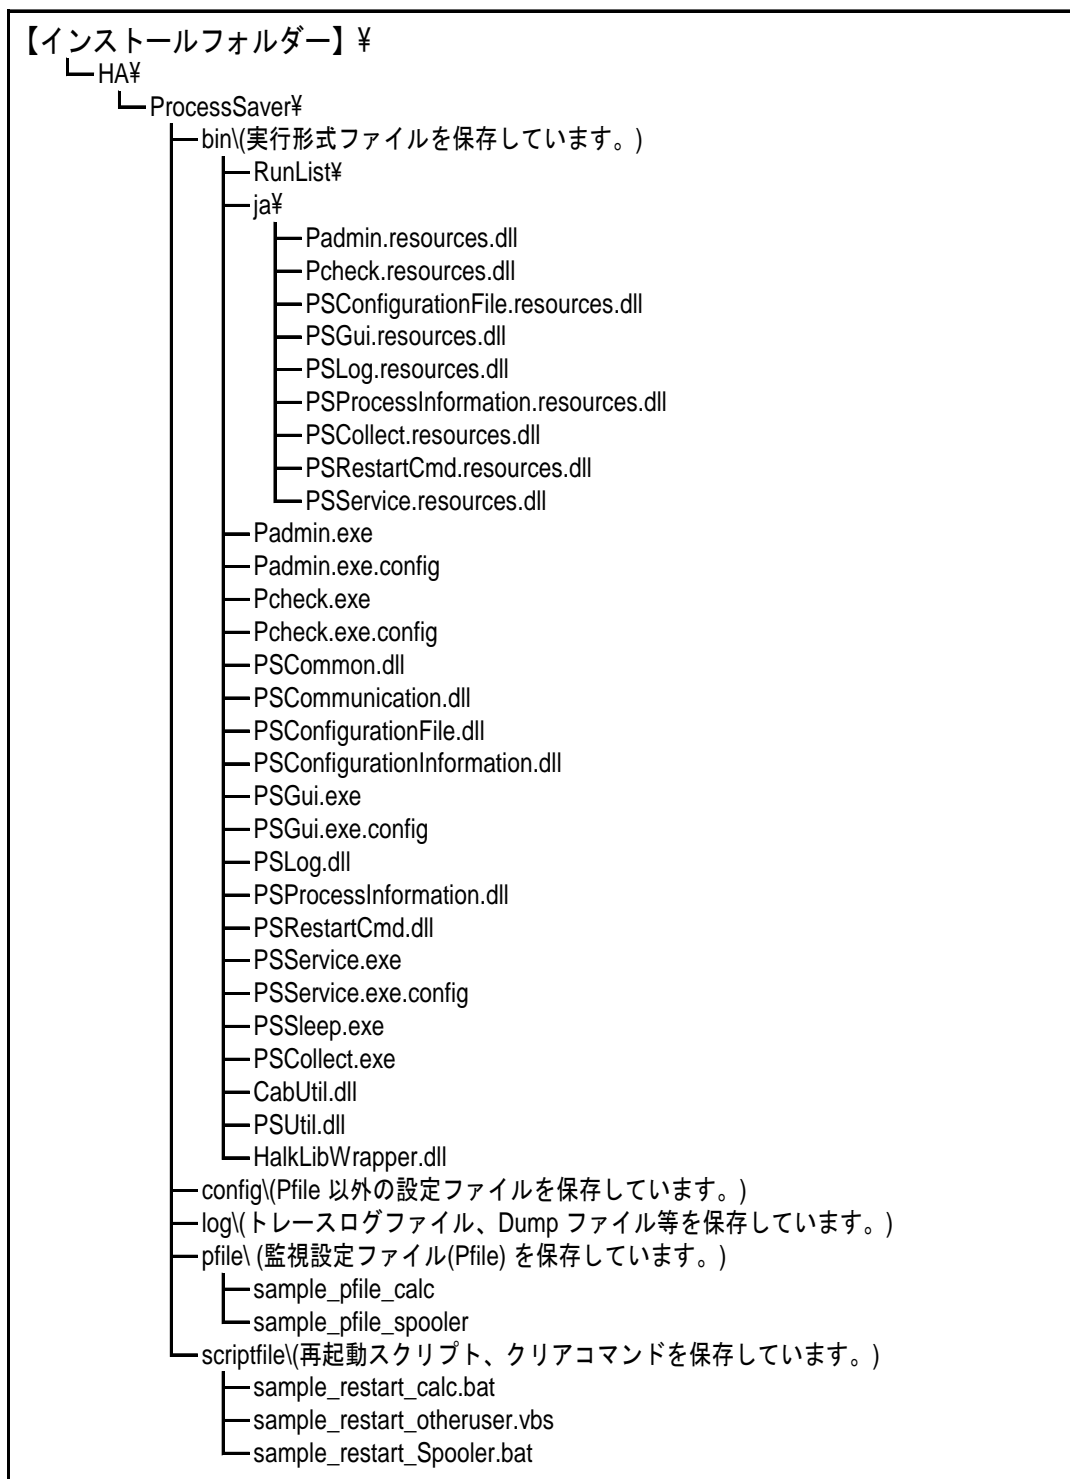 【インストールフォルダー】¥
HA¥
ProcessSaver¥
bin\(実行形式ファイルを保存しています。)
RunList¥
ja¥
Padmin.resources.dll
Pcheck.resources.dll
PSConfigurationFile.resources.dll
PSGui.resources.dll
PSLog.resources.dll
PSProcessInformation.resources.dll
PSCollect.resources.dll
PSRestartCmd.resources.dll
PSService.resources.dll
Padmin.exe
Padmin.exe.config
Pcheck.exe
Pcheck.exe.config
PSCommon.dll
PSCommunication.dll
PSConfigurationFile.dll
PSConfigurationInformation.dll
PSGui.exe
PSGui.exe.config
PSLog.dll
PSProcessInformation.dll
PSRestartCmd.dll
PSService.exe
PSService.exe.config
PSSleep.exe
PSCollect.exe
CabUtil.dll
PSUtil.dll
HalkLibWrapper.dll
config\(Pfile 以外の設定ファイルを保存しています。)
log\(トレースログファイル、Dump ファイル等を保存しています。)
pfile\ (監視設定ファイル(Pfile) を保存しています。)
sample_pfile_calc
sample_pfile_spooler
scriptfile\(再起動スクリプト、クリアコマンドを保存しています。)
sample_restart_calc.bat
sample_restart_otheruser.vbs
sample_restart_Spooler.bat